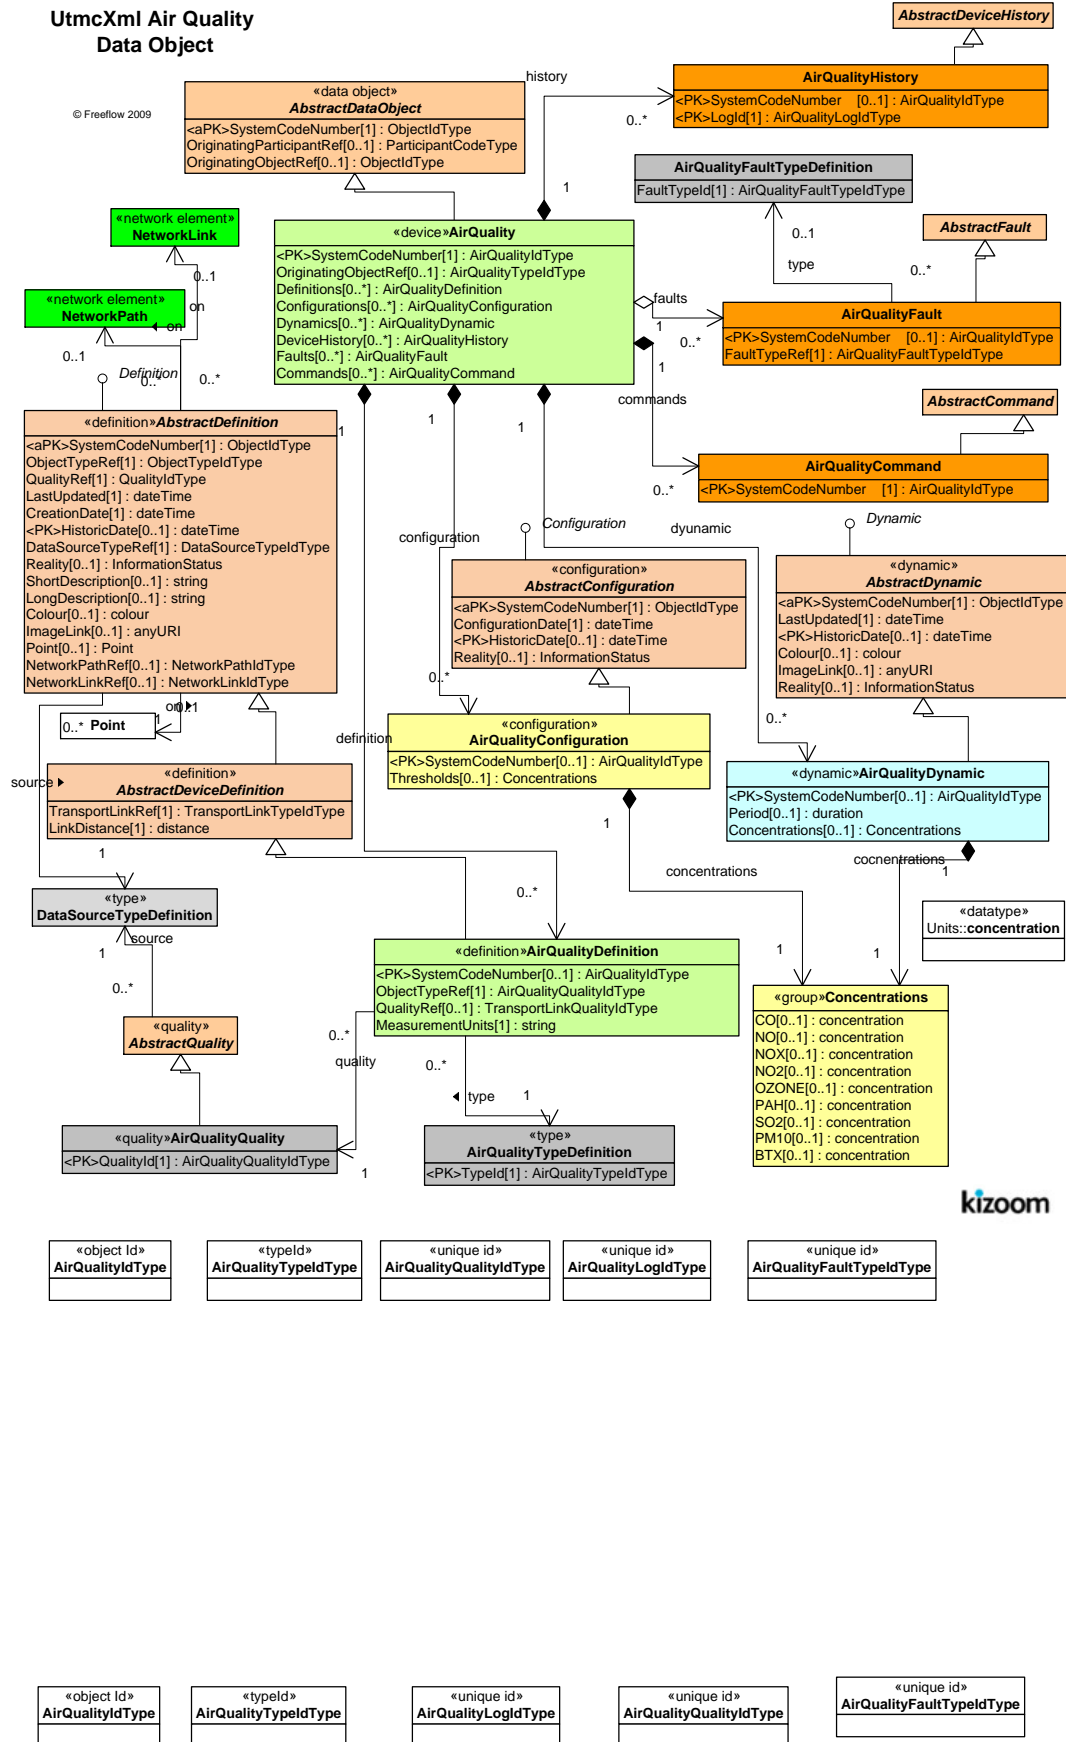 UtmcXml Air Quality
Data Object
© Freeflow 2009
AbstractDeviceHistory
history
AirQualityHistory
<PK>SystemCodeNumber [0..1] : AirQualityIdType
<PK>LogId[1] : AirQualityLogIdType
0..*
1
«data object»
AbstractDataObject
<aPK>SystemCodeNumber[1] : ObjectIdType
OriginatingParticipantRef[0..1] : ParticipantCodeType
OriginatingObjectRef[0..1] : ObjectIdType
AirQualityFaultTypeDefinition
FaultTypeId[1] : AirQualityFaultTypeIdType
0..1
type
AbstractFault
0..*
«network element»
NetworkLink
0..1
on
«network element»
NetworkPath
on
0..1
0..*
0..*
«device»AirQuality
<PK>SystemCodeNumber[1] : AirQualityIdType
OriginatingObjectRef[0..1] : AirQualityTypeIdType
Definitions[0..*] : AirQualityDefinition
Configurations[0..*] : AirQualityConfiguration
Dynamics[0..*] : AirQualityDynamic
DeviceHistory[0..*] : AirQualityHistory
Faults[0..*] : AirQualityFault
Commands[0..*] : AirQualityCommand
faults
1
0..*
AirQualityFault
<PK>SystemCodeNumber [0..1] : AirQualityIdType
FaultTypeRef[1] : AirQualityFaultTypeIdType
1
commands
0..*
AbstractCommand
AirQualityCommand
<PK>SystemCodeNumber [1] : AirQualityIdType
Definition
«definition»AbstractDefinition
<aPK>SystemCodeNumber[1] : ObjectIdType
ObjectTypeRef[1] : ObjectTypeIdType
QualityRef[1] : QualityIdType
LastUpdated[1] : dateTime
CreationDate[1] : dateTime
<PK>HistoricDate[0..1] : dateTime
DataSourceTypeRef[1] : DataSourceTypeIdType
Reality[0..1] : InformationStatus
ShortDescription[0..1] : string
LongDescription[0..1] : string
Colour[0..1] : colour
ImageLink[0..1] : anyURI
Point[0..1] : Point
NetworkPathRef[0..1] : NetworkPathIdType
NetworkLinkRef[0..1] : NetworkLinkIdType
1
1
1
configuration
Configuration
dyunamic
Dynamic
«configuration»
AbstractConfiguration
<aPK>SystemCodeNumber[1] : ObjectIdType
ConfigurationDate[1] : dateTime
<PK>HistoricDate[0..1] : dateTime
Reality[0..1] : InformationStatus
«dynamic»
AbstractDynamic
<aPK>SystemCodeNumber[1] : ObjectIdType
LastUpdated[1] : dateTime
<PK>HistoricDate[0..1] : dateTime
Colour[0..1] : colour
ImageLink[0..1] : anyURI
Reality[0..1] : InformationStatus
0..*
0..*
on
0..1
1
0..* Point
definition
«configuration»
AirQualityConfiguration
<PK>SystemCodeNumber[0..1] : AirQualityIdType
Thresholds[0..1] : Concentrations
«dynamic»AirQualityDynamic
<PK>SystemCodeNumber[0..1] : AirQualityIdType
Period[0..1] : duration
Concentrations[0..1] : Concentrations
source
«definition»
AbstractDeviceDefinition
TransportLinkRef[1] : TransportLinkTypeIdType
LinkDistance[1] : distance
1
1
concentrations
cocnentrations
1
«type»
DataSourceTypeDefinition
source
1
0..*
0..*
«datatype»
Units::concentration
«definition»AirQualityDefinition
<PK>SystemCodeNumber[0..1] : AirQualityIdType
ObjectTypeRef[1] : AirQualityQualityIdType
QualityRef[0..1] : TransportLinkQualityIdType
MeasurementUnits[1] : string
1
1
«quality»
AbstractQuality
0..*
quality
0..*
type
1
«group»Concentrations
CO[0..1] : concentration
NO[0..1] : concentration
NOX[0..1] : concentration
NO2[0..1] : concentration
OZONE[0..1] : concentration
PAH[0..1] : concentration
SO2[0..1] : concentration
PM10[0..1] : concentration
BTX[0..1] : concentration
«quality»AirQualityQuality
<PK>QualityId[1] : AirQualityQualityIdType
1
«type»
AirQualityTypeDefinition
<PK>TypeId[1] : AirQualityTypeIdType
kizoom
«object Id»
AirQualityIdType
«typeId»
AirQualityTypeIdType
«unique id»
AirQualityQualityIdType
«unique id»
AirQualityLogIdType
«unique id»
AirQualityFaultTypeIdType
«object Id»
AirQualityIdType
«typeId»
AirQualityTypeIdType
«unique id»
AirQualityLogIdType
«unique id»
AirQualityQualityIdType
«unique id»
AirQualityFaultTypeIdType